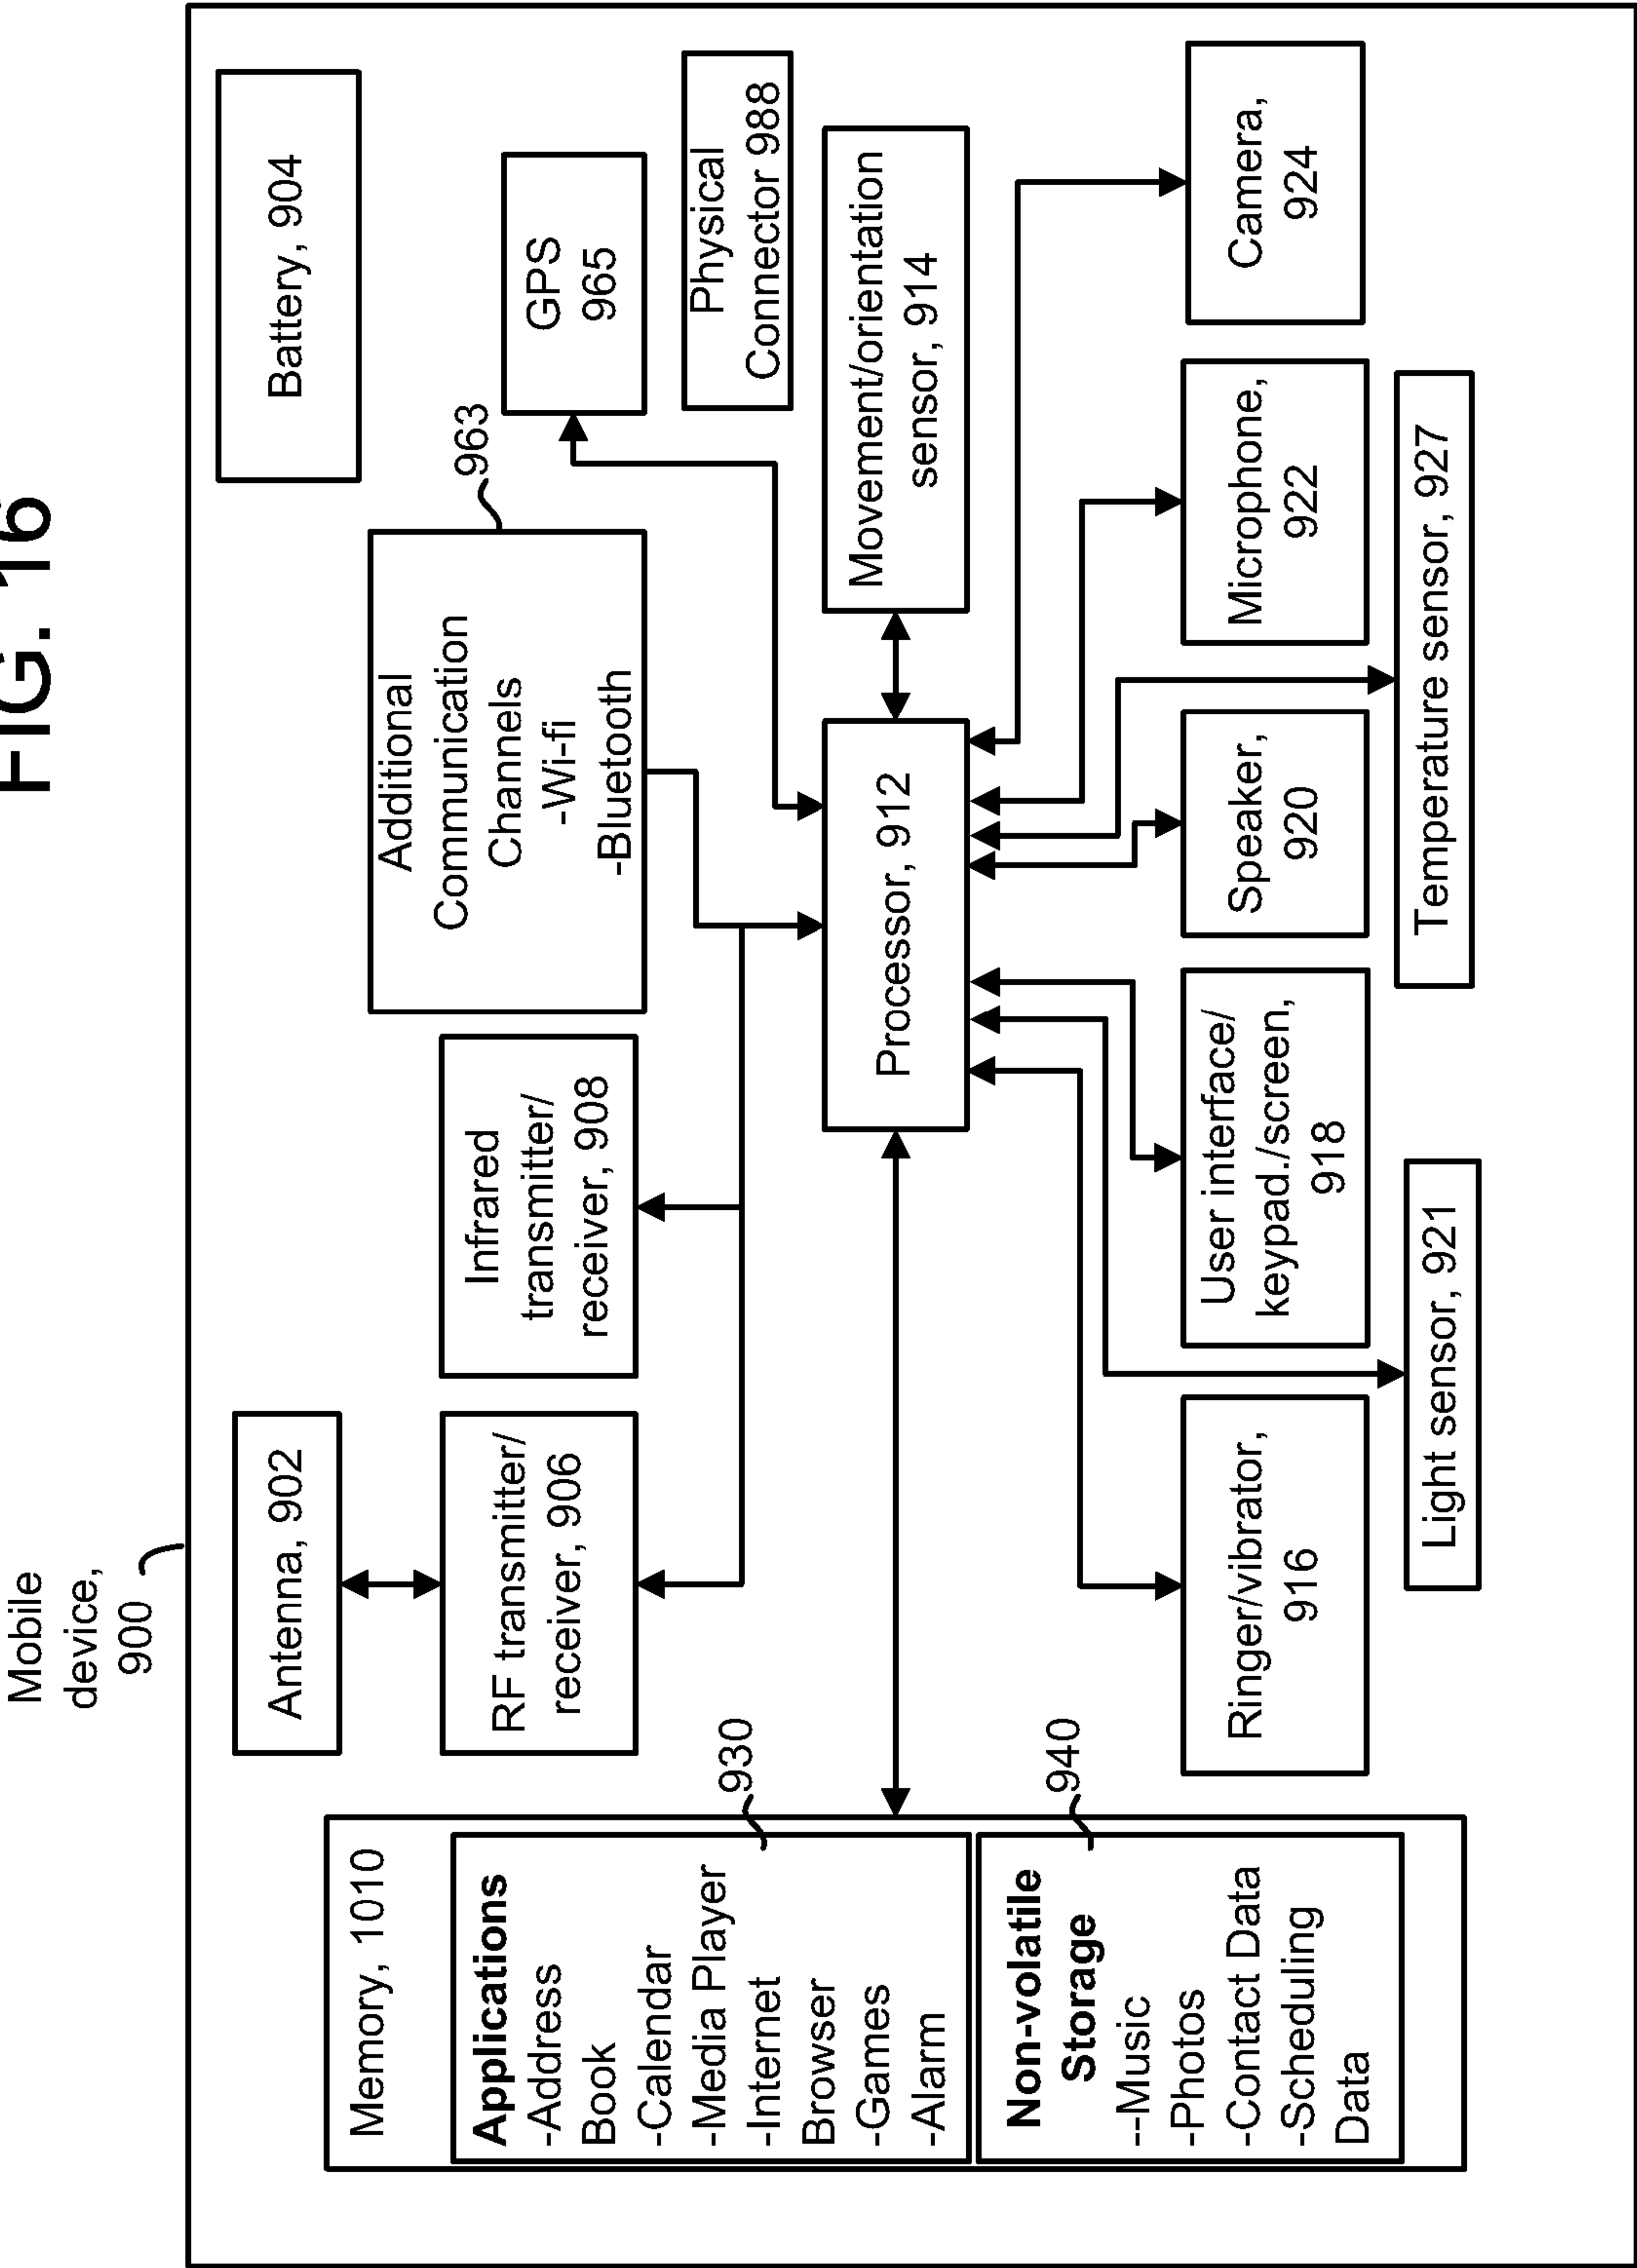 FIG. 16
Mobile
device,
900
Battery, 904
Antenna, 902
963
Additional
Communication
Channels
-Wi-fi
-Bluetooth
GPS
965
Infrared
transmitter/
receiver, 908
RF transmitter/
receiver, 906
Physical
Connector 988
Memory, 1010
930
Applications
-Address
Book
-Calendar
-Media Player
-Internet
Browser
-Games
-Alarm
940
Non-volatile
Storage
--Music
-Photos
-Contact Data
-Scheduling
Data
Processor, 912
Movement/orientation
sensor, 914
Ringer/vibrator,
916
User interface/
keypad./screen,
918
Speaker,
920
Microphone,
922
Camera,
924
Light sensor, 921
Temperature sensor, 927